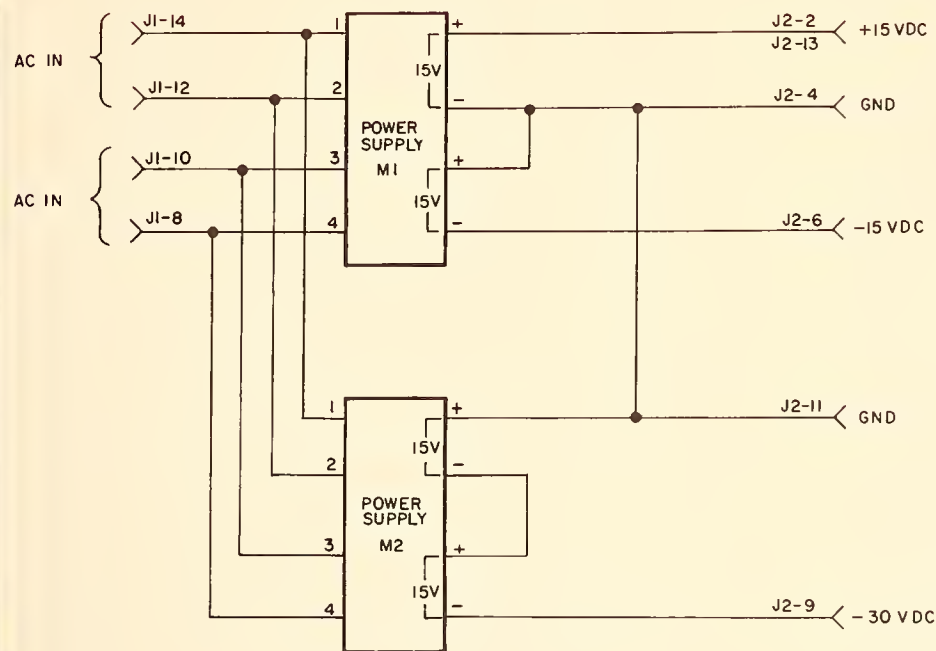 AC IN
J1-14
J1-12
AC IN
J1-10
J1-8
1
2
3
4
POWER
SUPPLY
M1
+
15V
-
+
15V
-
J2-2
J2-13
+15 VDC
J2-4
GND
J2-6
-15 VDC
1
2
3
4
POWER
SUPPLY
M2
+
15V
-
+
15V
-
J2-11
GND
J2-9
-30 VDC